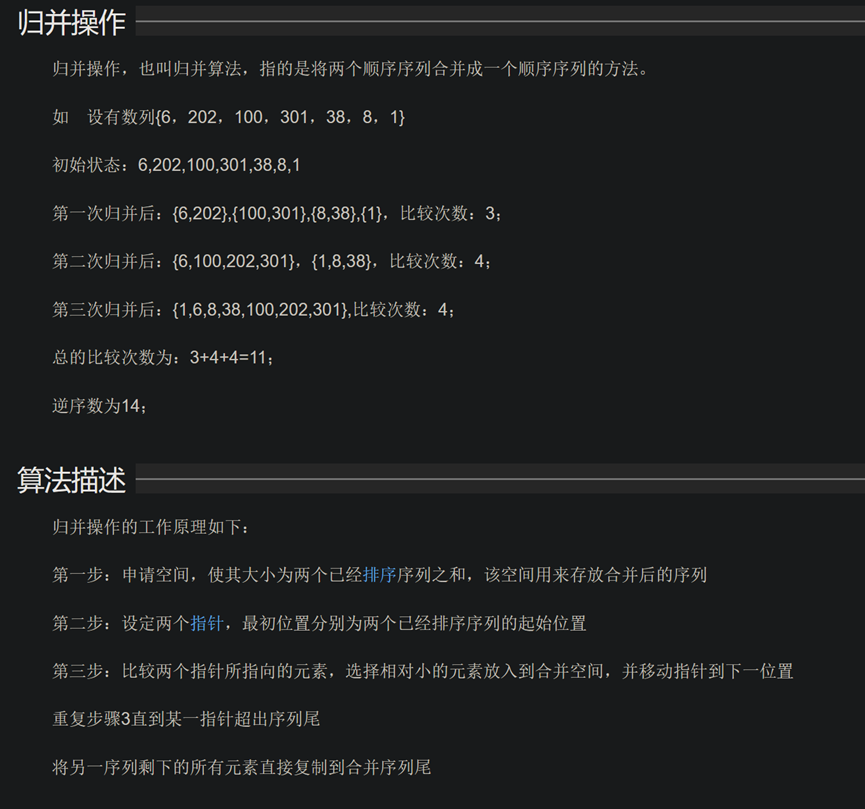 归并操作
归并操作，也叫归并算法，指的是将两个顺序序列合并成一个顺序序列的方法。
如　设有数列{6，202，100，301，38，8，1}
初始状态：6,202,100,301,38,8,1
第一次归并后：{6,202},{100,301},{8,38},{1}，比较次数：3；
第二次归并后：{6,100,202,301}，{1,8,38}，比较次数：4；
第三次归并后：{1,6,8,38,100,202,301},比较次数：4；
总的比较次数为：3+4+4=11；
逆序数为14；
算法描述
归并操作的工作原理如下：
第一步：申请空间，使其大小为两个已经排序序列之和，该空间用来存放合并后的序列
第二步：设定两个指针，最初位置分别为两个已经排序序列的起始位置
第三步：比较两个指针所指向的元素，选择相对小的元素放入到合并空间，并移动指针到下一位置
重复步骤3直到某一指针超出序列尾
将另一序列剩下的所有元素直接复制到合并序列尾